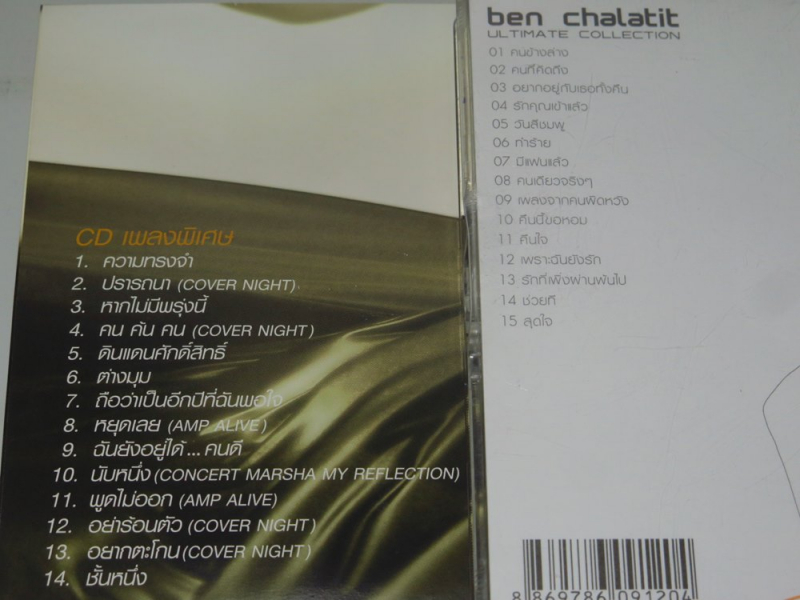 CD เพลงพิเศษ
1. ความทรงจำ
2. ปรารถนา (COVER NIGHT)
3. หากไม่มีพรุ่งนี้
4. คน คัน คน (COVER NIGHT)
5. ดินแดนศักดิ์สิทธิ์
6. ต่างมุม
7. ถือว่าเป็นอีกปีที่ฉันพอใจ
8. หยุดเลย (AMP ALIVE)
9. ฉันยังอยู่ได้...คนดี
10. นับหนึ่ง (CONCERT MARSHA MY REFLECTION)
11. พูดไม่ออก (AMP ALIVE)
12. อย่าร้อนตัว (COVER NIGHT)
13. อยากตะโกน (COVER NIGHT)
14. ชั้นหนึ่ง
ben chalatit
ULTIMATE COLLECTION
01 คนข้างล่าง
02 คนที่คิดถึง
03 อยากอยู่กับเธอทั้งคืน
04 รักคุณเข้าแล้ว
05 วันสีชมพู
06 ทำร้าย
07 มีแฟนแล้ว
08 คนเดียวจริงๆ
09 เพลงจากคนผิดหวัง
10 คืนนี้ขอหอม
11 คืนใจ
12 เพราะฉันยังรัก
13 รักที่เพิ่งผ่านพ้นไป
14 ช่วยที
15 สุดใจ
8 869786 091204